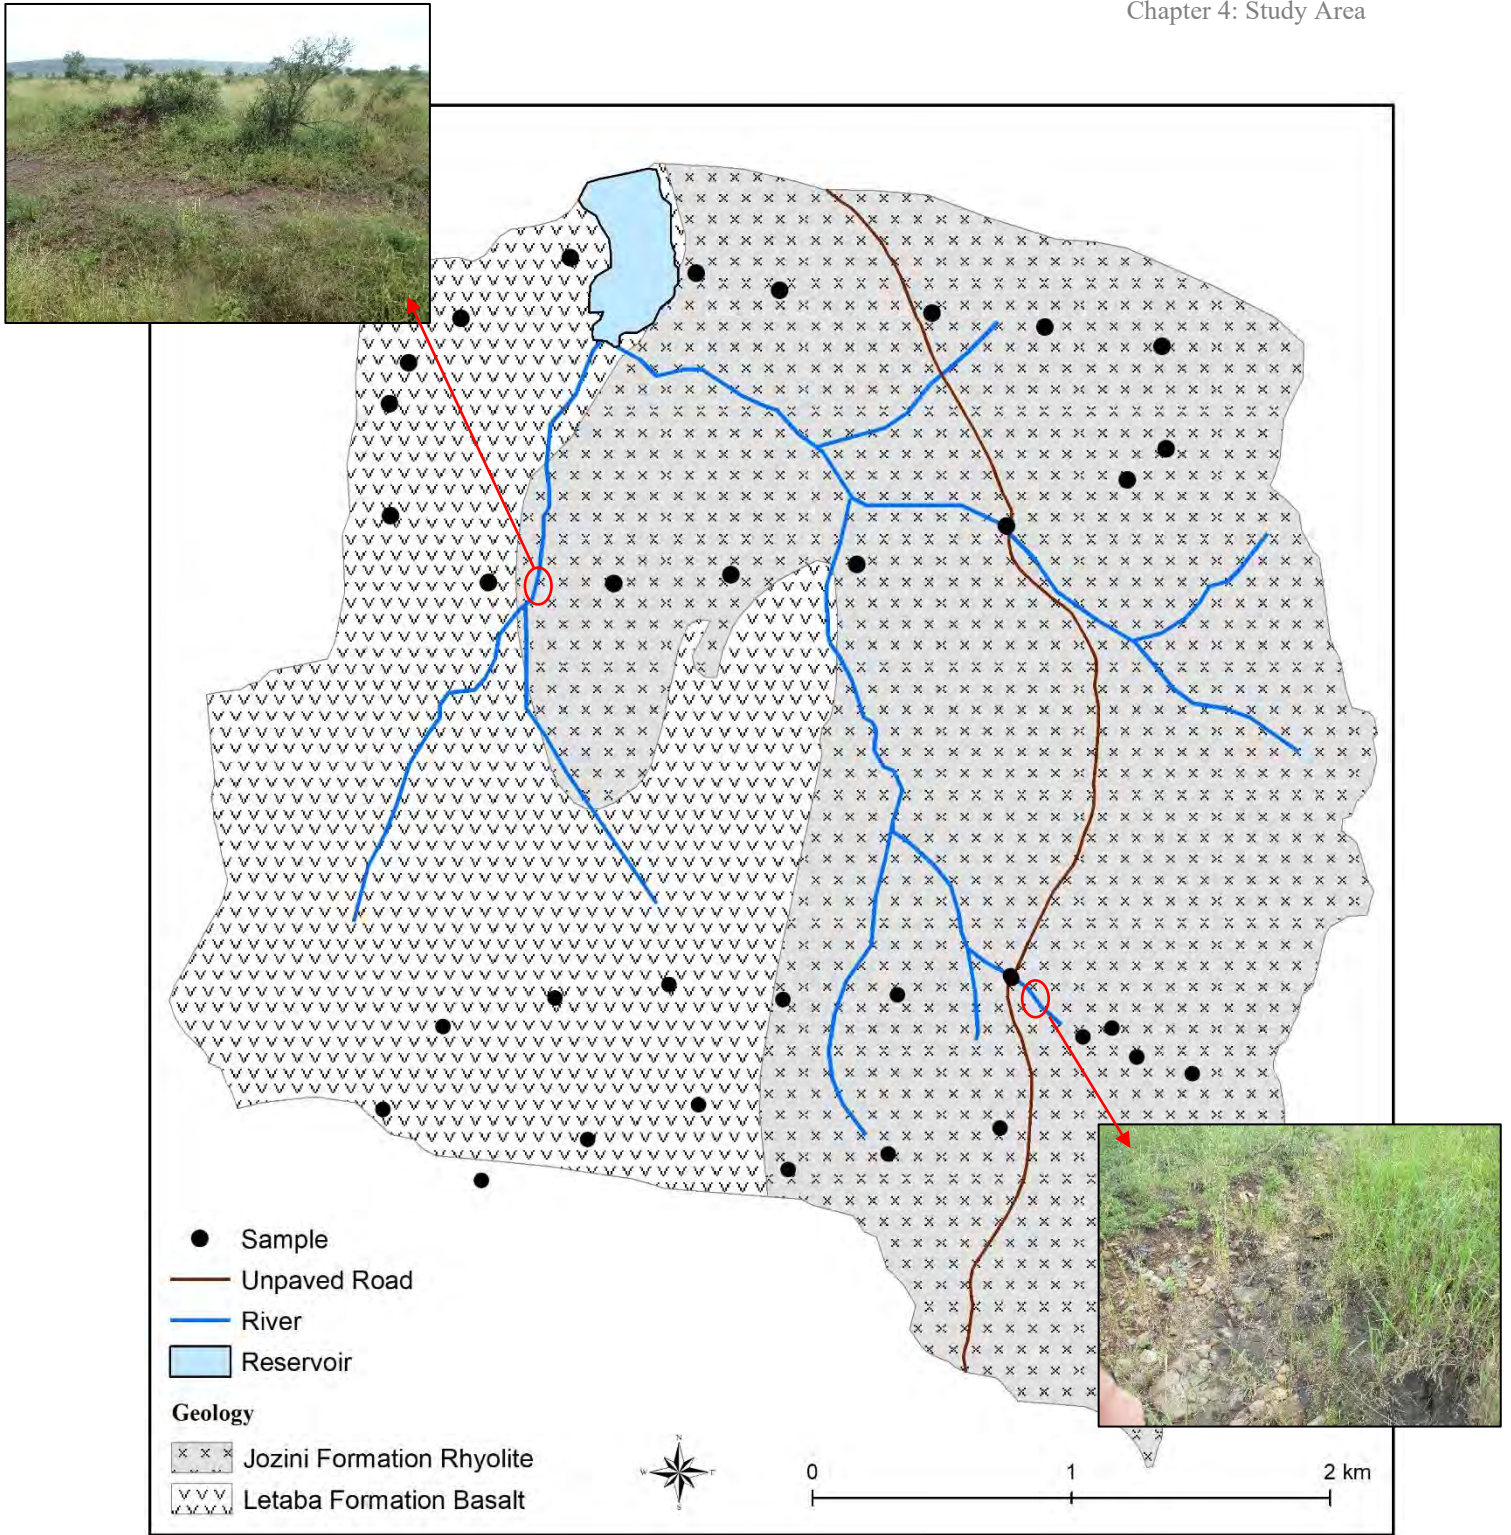 Chapter 4: Study Area
Sample
Unpaved Road
River
Reservoir
Geology
Jozini Formation Rhyolite
Letaba Formation Basalt
N
W
S
0 1 2 km